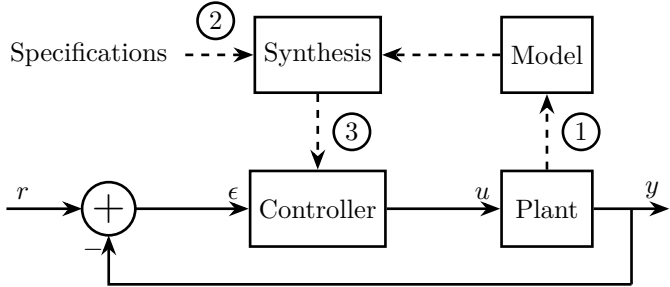 2
Specifications
Synthesis
Model
3
1
r
+
−
ϵ
Controller
u
Plant
y